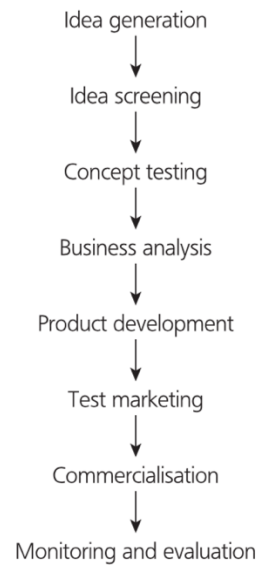 Idea generation
Idea screening
Concept testing
Business analysis
Product development
Test marketing
Commercialisation
Monitoring and evaluation